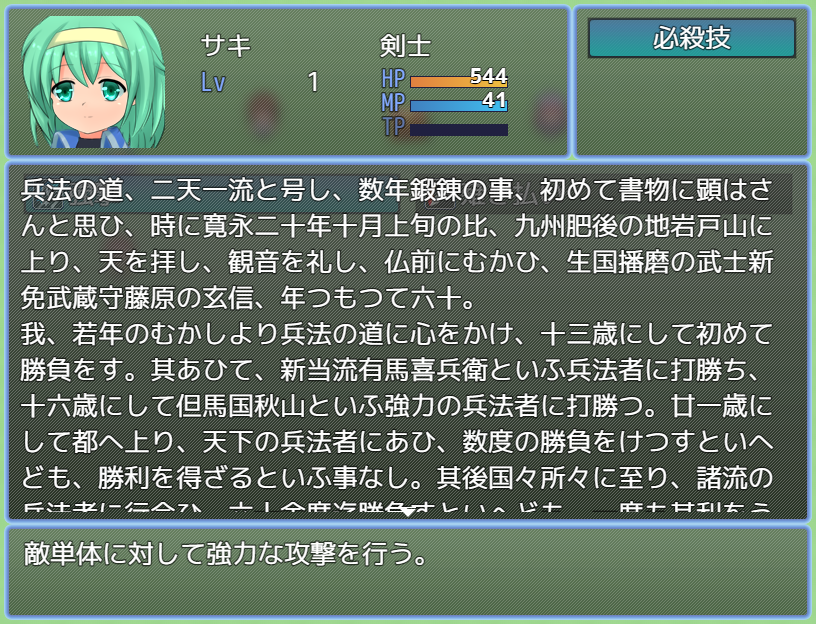 サキ
剣士
必殺技
Lv 1
HP 544
MP 41
TP
兵法の道、二天一流と号し、数年鍛錬の事、初めて書物に顕はさ
んと思ひ、時に寛永二十年十月上旬の比、九州肥後の地岩戸山に
上り、天を拝し、観音を礼し、仏前にむかひ、生国播磨の武士新
免武蔵守藤原の玄信、年つもつて六十。
我、若年のむかしより兵法の道に心をかけ、十三歳にして初めて
勝負をす。其あひて、新当流有馬喜兵衛といふ兵法者に打勝ち、
十六歳にして但馬国秋山といふ強力の兵法者に打勝つ。廿一歳に
して都へ上り、天下の兵法者にあひ、数度の勝負をけつすといへ
ども、勝利を得ざるといふ事なし。其後国々所々に至り、諸流の
敵単体に対して強力な攻撃を行う。